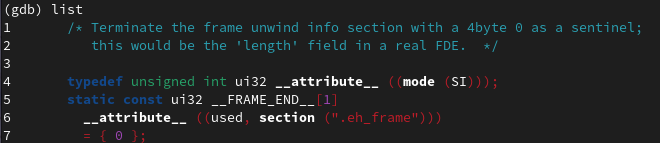 (gdb) list
1 /* Terminate the frame unwind info section with a 4byte 0 as a sentinel;
2 this would be the 'length' field in a real FDE. */
3
4 typedef unsigned int ui32 __attribute__ ((mode (SI)));
5 static const ui32 __FRAME_END__[1]
6 __attribute__ ((used, section (".eh_frame")))
7 = { 0 };